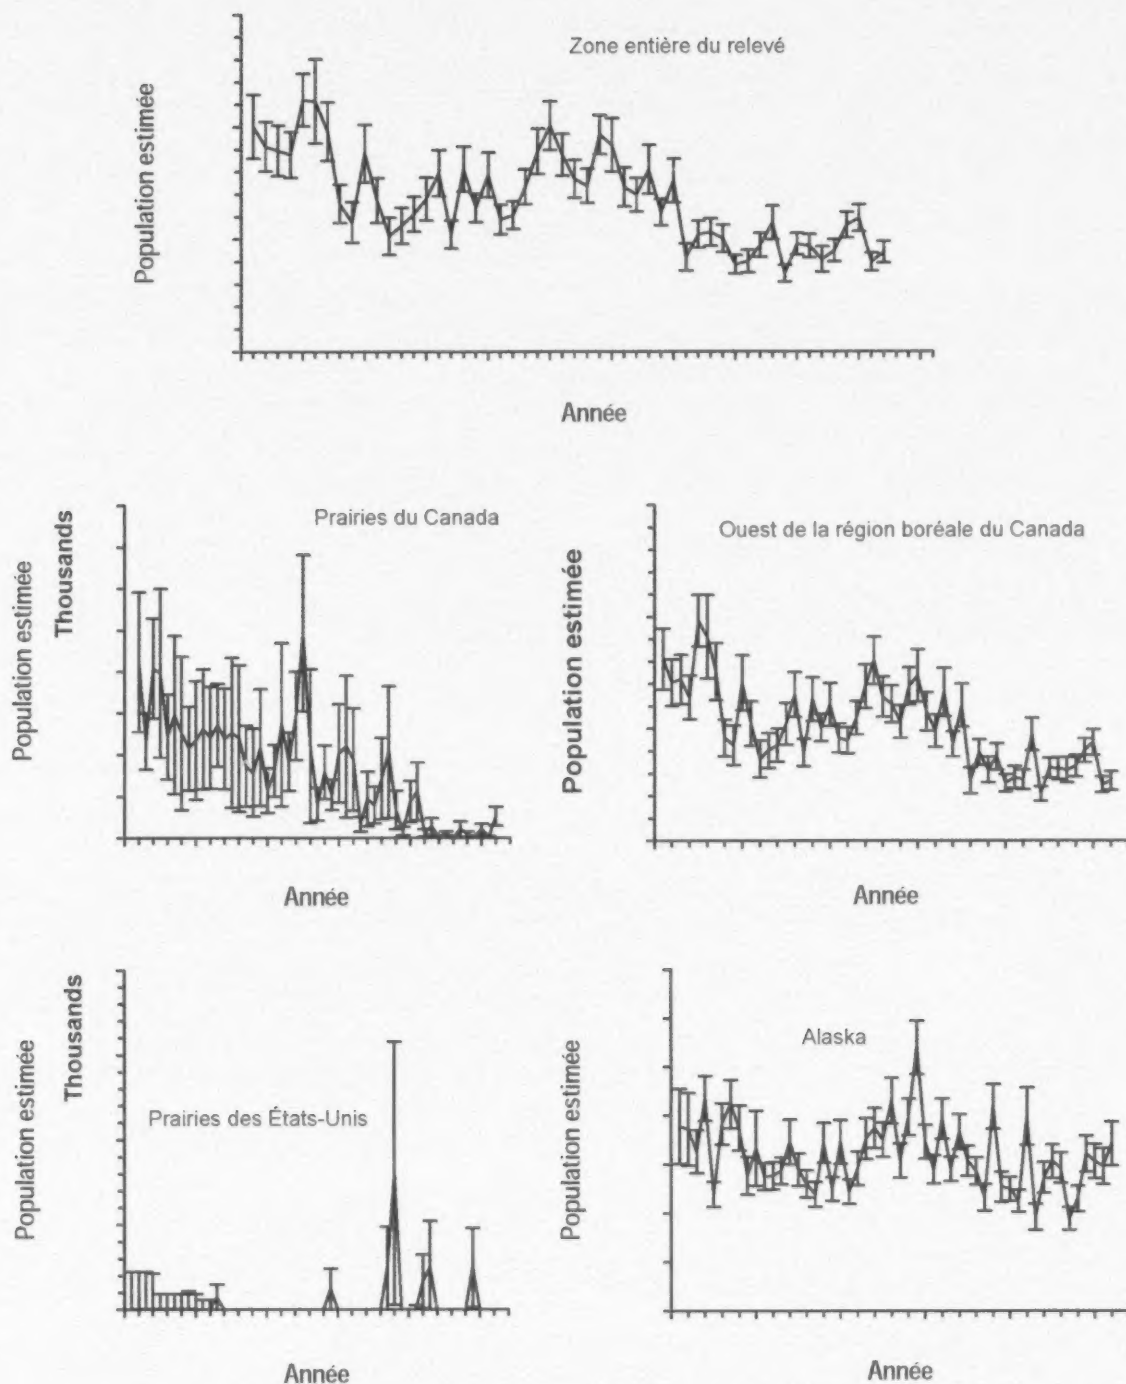 Zone entière du relevé
Population estimée
Année
Prairies du Canada
Population estimée
Thousands
Année
Ouest de la région boréale du Canada
Population estimée
Année
Prairies des États-Unis
Population estimée
Thousands
Année
Alaska
Population estimée
Année